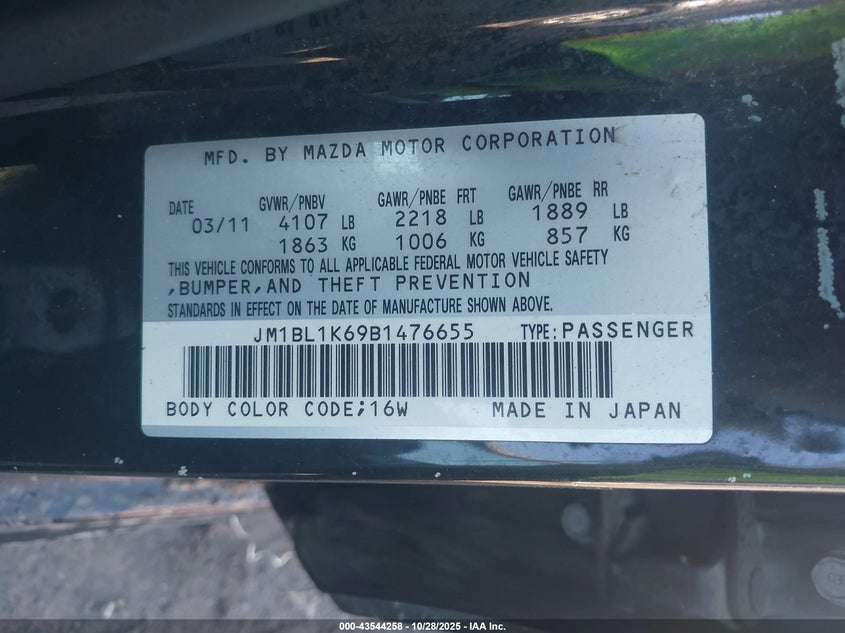 MFD. BY MAZDA MOTOR CORPORATION
DATE GVWR/PNBV GAWR/PNBE FRT GAWR/PNBE RR
03/11 4107 LB 2218 LB 1889 LB
1863 KG 1006 KG 857 KG
THIS VEHICLE CONFORMS TO ALL APPLICABLE FEDERAL MOTOR VEHICLE SAFETY
,BUMPER,AND THEFT PREVENTION
STANDARDS IN EFFECT ON THE DATE OF MANUFACTURE SHOWN ABOVE.
JM1BL1K69B1476655 TYPE:PASSENGER
BODY COLOR CODE;16W MADE IN JAPAN
000-43544258 - 10/28/2025 - IAA Inc.